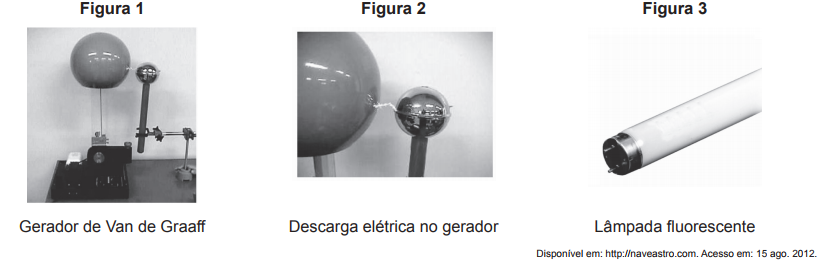 Figura 1
Figura 2
Figura 3
Gerador de Van de Graaff
Descarga elétrica no gerador
Lâmpada fluorescente
Disponível em: http://naveastro.com. Acesso em: 15 ago. 2012.